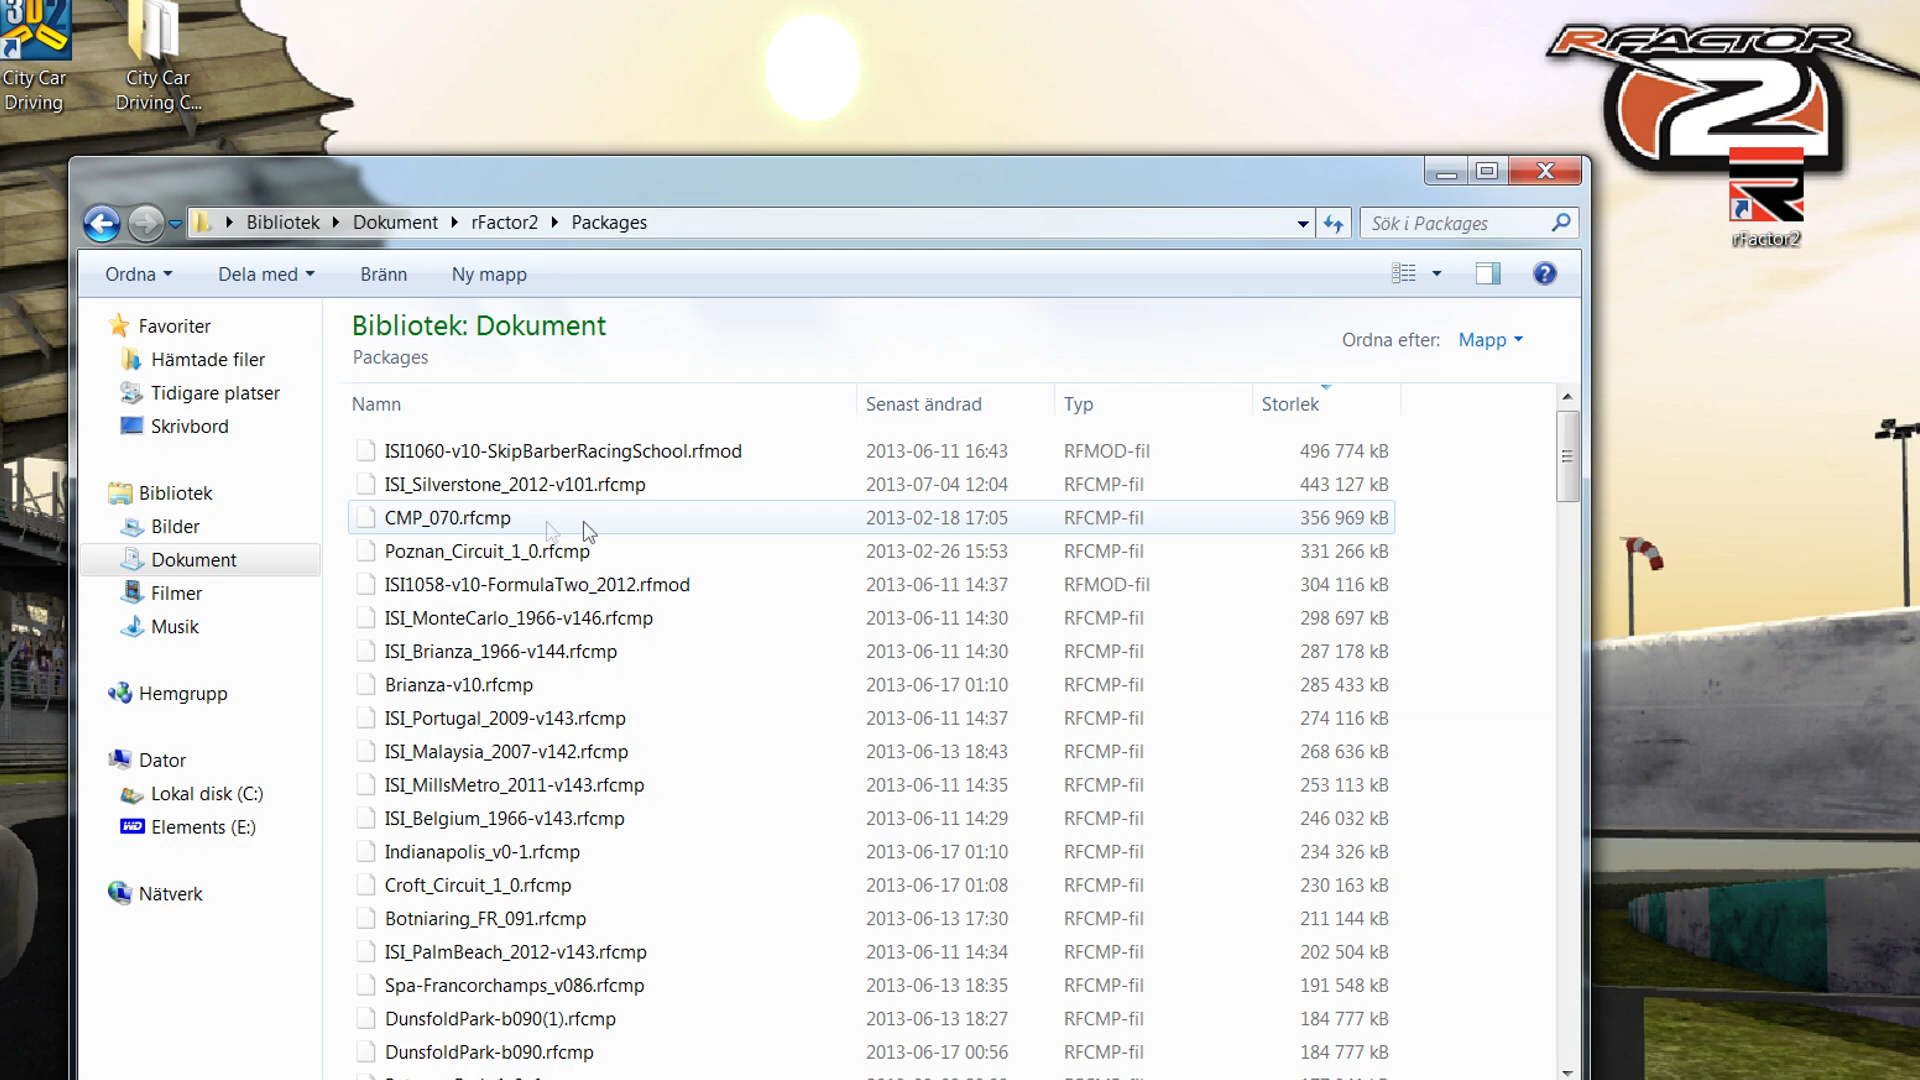 3D2
City Car
Driving
City Car
Driving C...
RFACTOR
2
rFactor2
Bibliotek Dokument rFactor2 Packages
Sök i Packages
Ordna Dela med Bränn Ny mapp
Favoriter
Hämtade filer
Tidigare platser
Skrivbord
Bibliotek
Bilder
Dokument
Filmer
Musik
Hemgrupp
Dator
Lokal disk (C:)
WD Elements (E:)
Nätverk
Bibliotek: Dokument
Packages
Ordna efter: Mapp
Namn Senast ändrad Typ Storlek
ISI1060-v10-SkipBarberRacingSchool.rfmod 2013-06-11 16:43 RFMOD-fil 496 774 kB
ISI_Silverstone_2012-v101.rfcmp 2013-07-04 12:04 RFCMP-fil 443 127 kB
CMP_070.rfcmp 2013-02-18 17:05 RFCMP-fil 356 969 kB
Poznan_Circuit_1_0.rfcmp 2013-02-26 15:53 RFCMP-fil 331 266 kB
ISI1058-v10-FormulaTwo_2012.rfmod 2013-06-11 14:37 RFMOD-fil 304 116 kB
ISI_MonteCarlo_1966-v146.rfcmp 2013-06-11 14:30 RFCMP-fil 298 697 kB
ISI_Brianza_1966-v144.rfcmp 2013-06-11 14:30 RFCMP-fil 287 178 kB
Brianza-v10.rfcmp 2013-06-17 01:10 RFCMP-fil 285 433 kB
ISI_Portugal_2009-v143.rfcmp 2013-06-11 14:37 RFCMP-fil 274 116 kB
ISI_Malaysia_2007-v142.rfcmp 2013-06-13 18:43 RFCMP-fil 268 636 kB
ISI_MillsMetro_2011-v143.rfcmp 2013-06-11 14:35 RFCMP-fil 253 113 kB
ISI_Belgium_1966-v143.rfcmp 2013-06-11 14:29 RFCMP-fil 246 032 kB
Indianapolis_v0-1.rfcmp 2013-06-17 01:10 RFCMP-fil 234 326 kB
Croft_Circuit_1_0.rfcmp 2013-06-17 01:08 RFCMP-fil 230 163 kB
Botniaring_FR_091.rfcmp 2013-06-13 17:30 RFCMP-fil 211 144 kB
ISI_PalmBeach_2012-v143.rfcmp 2013-06-11 14:34 RFCMP-fil 202 504 kB
Spa-Francorchamps_v086.rfcmp 2013-06-13 18:35 RFCMP-fil 191 548 kB
DunsfoldPark-b090(1).rfcmp 2013-06-13 18:27 RFCMP-fil 184 777 kB
DunsfoldPark-b090.rfcmp 2013-06-17 00:56 RFCMP-fil 184 777 kB